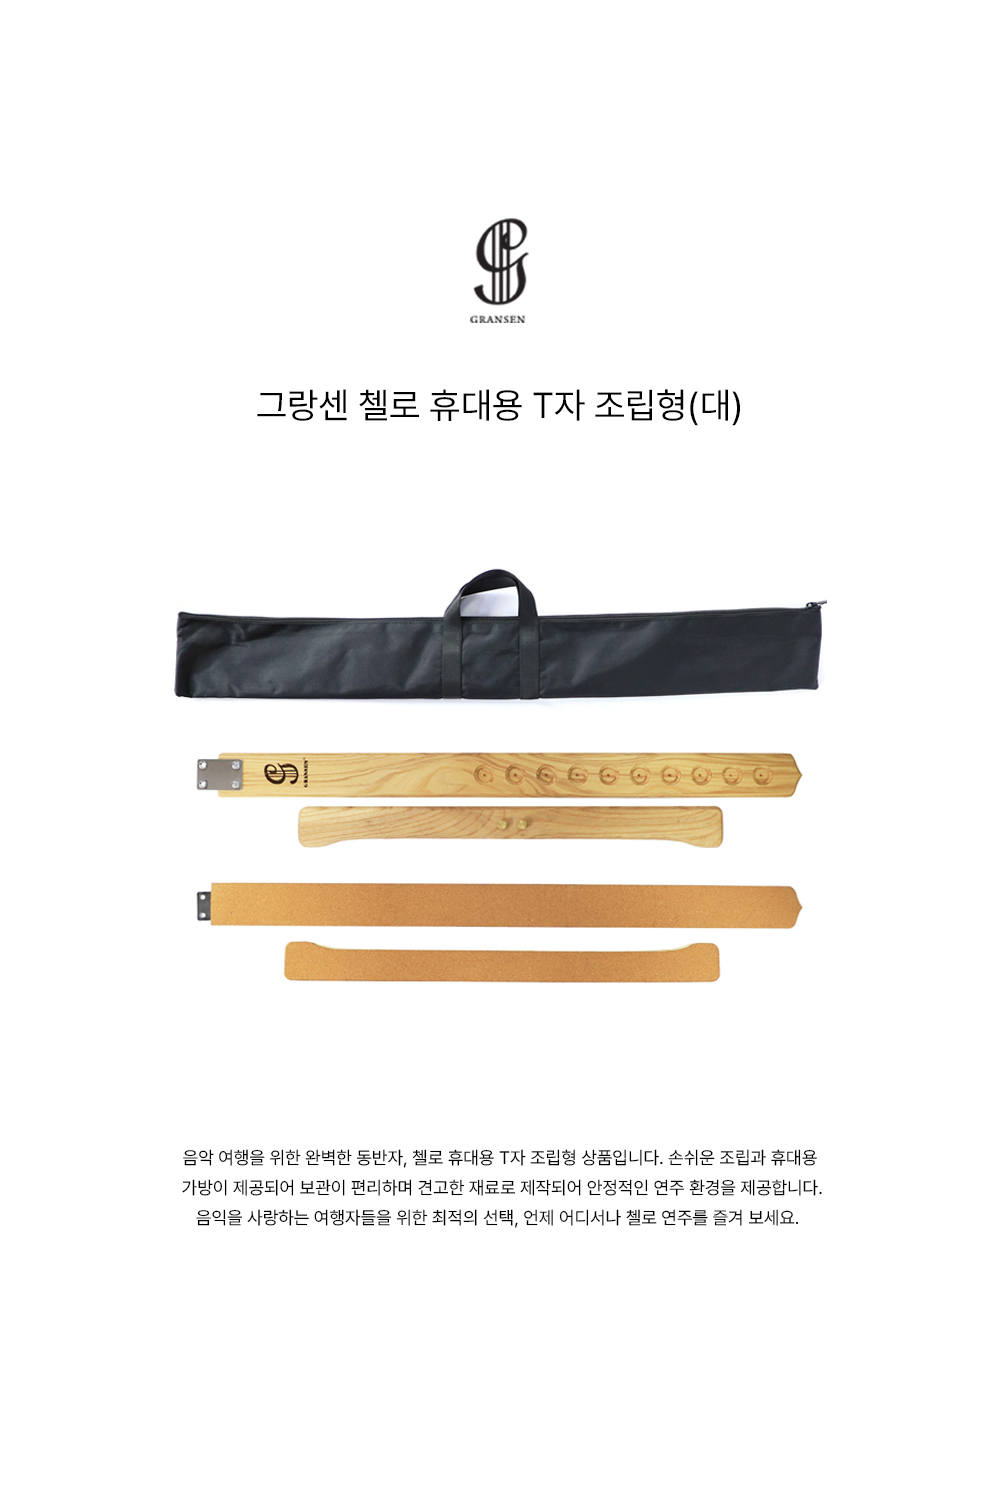 GRANSEN
그랑센 첼로 휴대용 T자 조립형(대)
GRANSEN
음악 여행을 위한 완벽한 동반자, 첼로 휴대용 T자 조립형 상품입니다. 손쉬운 조립과 휴대용
가방이 제공되어 보관이 편리하며 견고한 재료로 제작되어 안정적인 연주 환경을 제공합니다.
음익을 사랑하는 여행자들을 위한 최적의 선택, 언제 어디서나 첼로 연주를 즐겨 보세요.